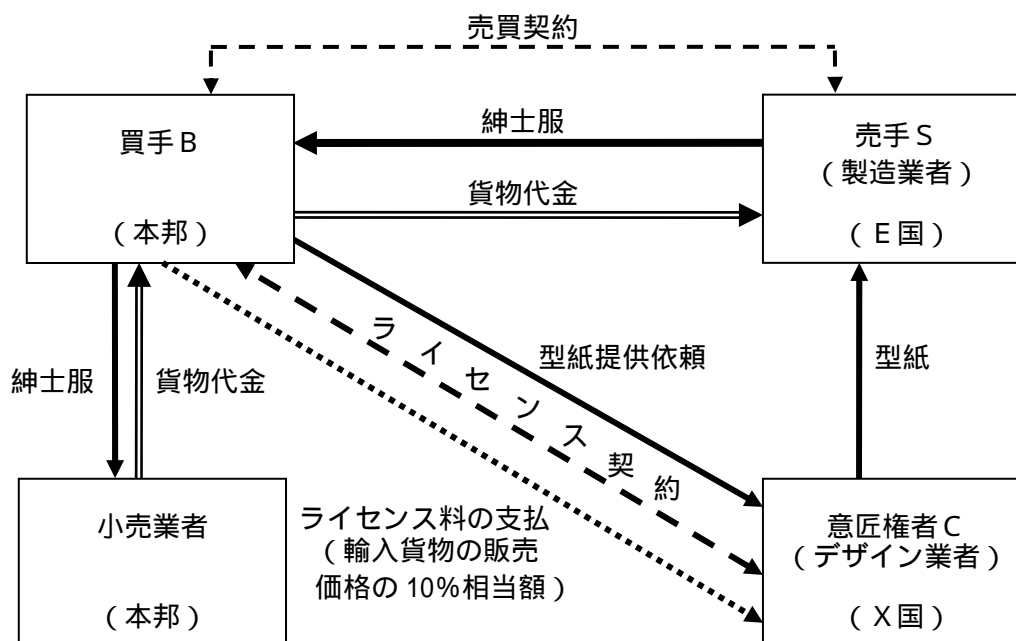 売買契約
買手B
（本邦）
紳士服
貨物代金
売手S
（製造業者）
（E国）
ライセンス契約
型紙提供依頼
型紙
紳士服
貨物代金
小売業者
（本邦）
ライセンス料の支払
（輸入貨物の販売
価格の10%相当額）
意匠権者C
（デザイン業者）
（X国）